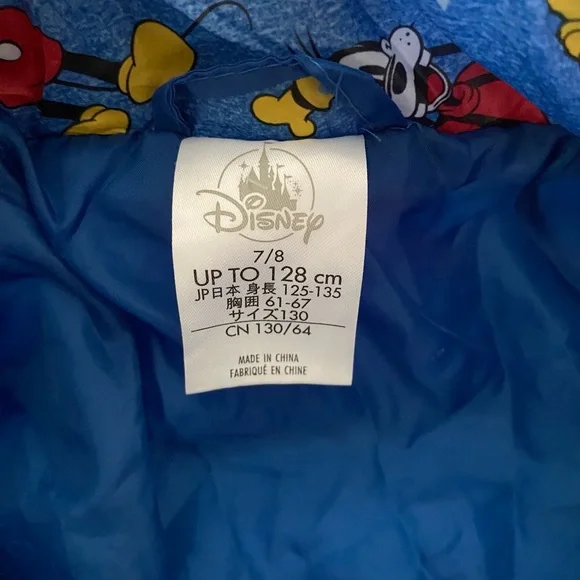 Disney
7/8
UP TO 128 cm
JP日本 身長 125-135
胸囲 61-67
サイズ130
CN 130/64
MADE IN CHINA
FABRIQUÉ EN CHINE